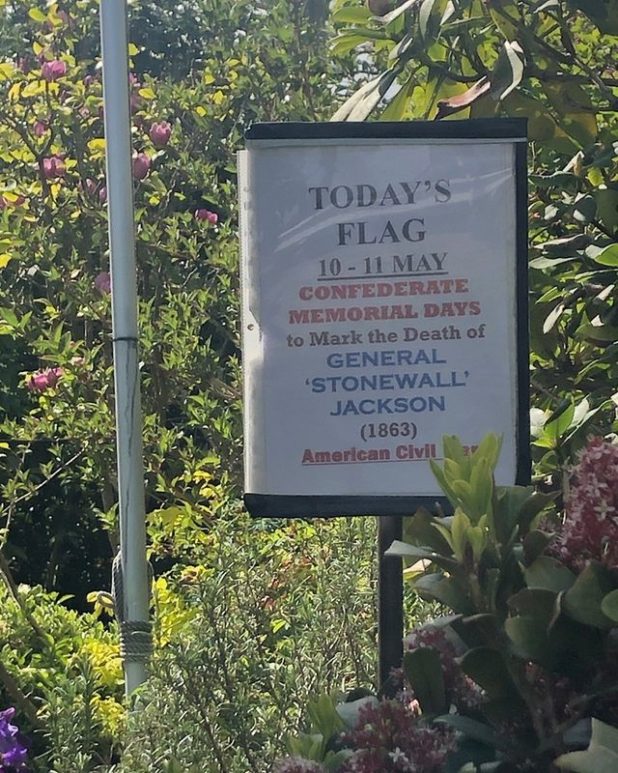 TODAY'S
FLAG
10 - 11 MAY
CONFEDERATE
MEMORIAL DAYS
to Mark the Death of
GENERAL
'STONEWALL'
JACKSON
(1863)
American Civil